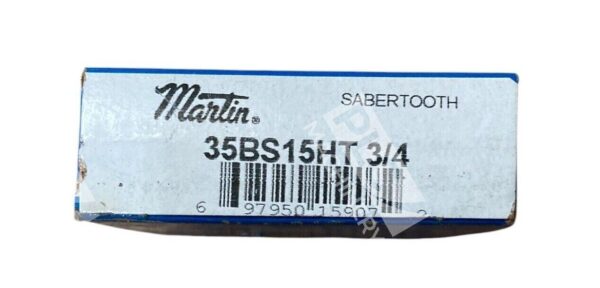 Martin®
SABERTOOTH
35BS15HT 3/4
6 97950 15907 2